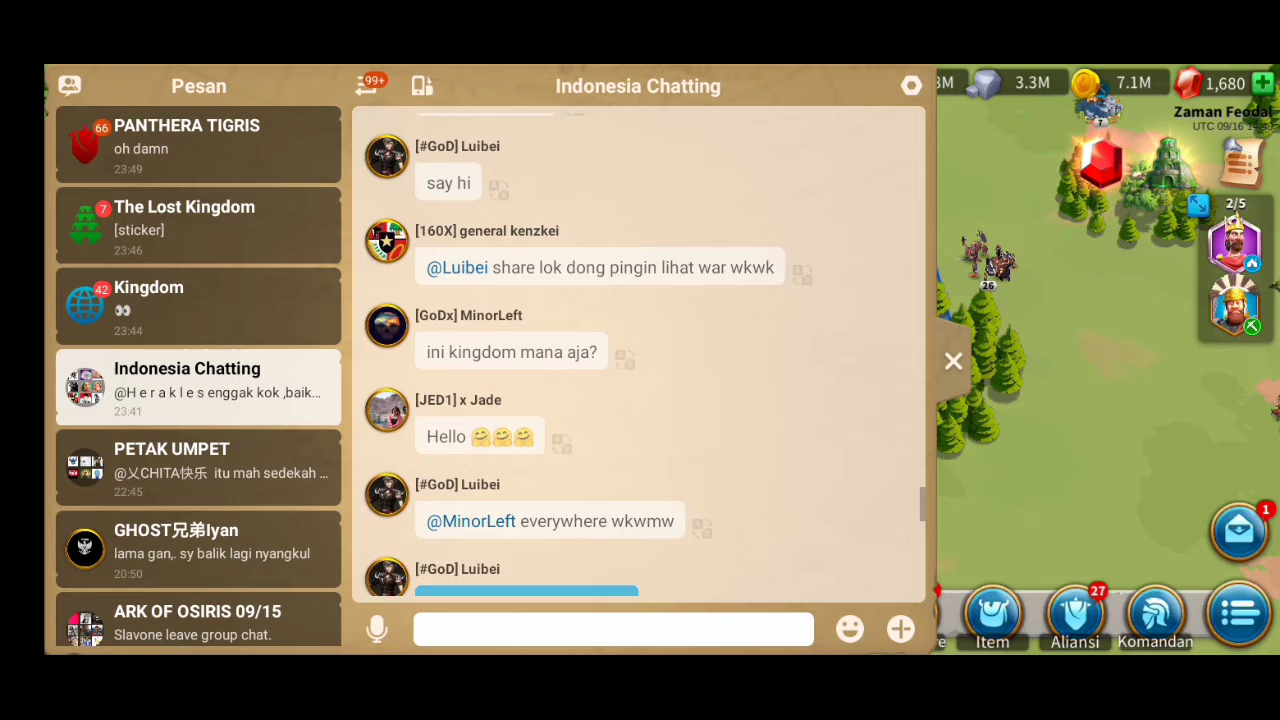 Pesan
99+
Indonesia Chatting
66
PANTHERA TIGRIS
oh damn
23:49
7
The Lost Kingdom
[sticker]
23:46
42
Kingdom
👀
23:44
Indonesia Chatting
@H e r a k l e s enggak kok ,baik...
23:41
PETAK UMPET
@乂CHITA快乐 itu mah sedekah ...
22:45
GHOST兄弟Iyan
lama gan,. sy balik lagi nyangkul
20:50
ARK OF OSIRIS 09/15
Slavone leave group chat.
[#GoD] Luibei
say hi
[160X] general kenzkei
@Luibei share lok dong pingin lihat war wkwk
[GoDx] MinorLeft
ini kingdom mana aja?
[JED1] x Jade
Hello 🤗🤗🤗
[#GoD] Luibei
@MinorLeft everywhere wkwmw
[#GoD] Luibei
3.3M
7.1M
1,680
Zaman Feodal
UTC 09/16
2/5
26
1
27
Item
Aliansi
Komandan